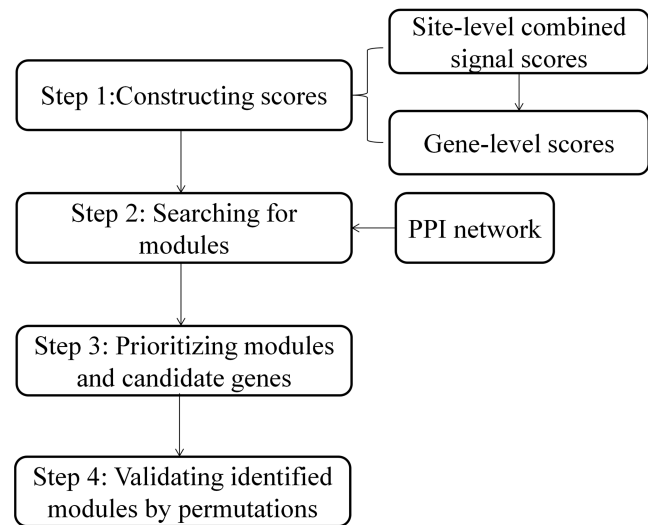 Site-level combined
signal scores
Step 1:Constructing scores
Gene-level scores
Step 2: Searching for
modules
PPI network
Step 3: Prioritizing modules
and candidate genes
Step 4: Validating identified
modules by permutations